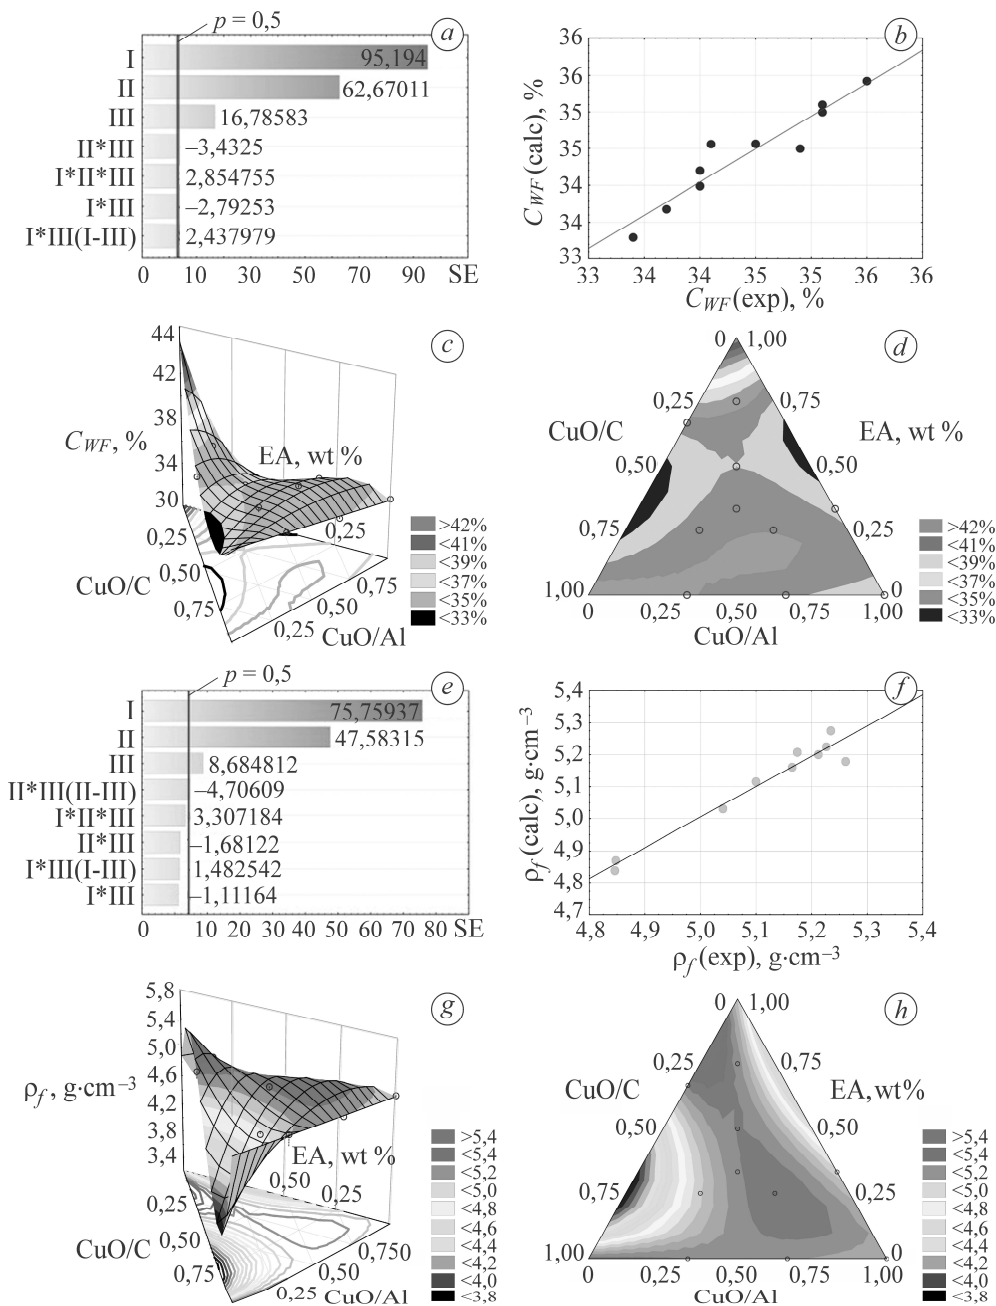 p = 0,5
a
I 95,194
II 62,67011
III 16,78583
II*III –3,4325
I*II*III 2,854755
I*III –2,79253
I*III(I-III) 2,437979
0 10 30 50 70 90 SE
b
36
36
35
35
34
34
33
C_WF (calc), %
33 34 34 35 35 36 36
C_WF (exp), %
c
44
42
38
34
30
C_WF, %
EA, wt %
0,25
0,50
0,75
CuO/C
0,25
0,50
0,75
0,25
CuO/Al
>42%
<41%
<39%
<37%
<35%
<33%
d
0 1,00
0,25 0,75
CuO/C EA, wt %
0,50 0,50
0,75 0,25
1,00 0
0 0,25 0,50 0,75 1,00
CuO/Al
>42%
<41%
<39%
<37%
<35%
<33%
p = 0,5
e
I 75,75937
II 47,58315
III 8,684812
II*III(II-III) –4,70609
I*II*III 3,307184
II*III –1,68122
I*III(I-III) 1,482542
I*III –1,11164
0 10 20 30 40 50 60 70 80 SE
f
5,4
5,3
5,2
5,1
5,0
4,9
4,8
4,7
ρf (calc), g·cm–3
4,8 4,9 5,0 5,1 5,2 5,3 5,4
ρf (exp), g·cm–3
g
5,8
5,4
5,0
4,6
4,2
3,8
3,4
ρf, g·cm–3
EA, wt %
0,50
0,25
0,25
0,50
0,75
CuO/C
0,750
0,50
0,25
CuO/Al
>5,4
<5,4
<5,2
<5,0
<4,8
<4,6
<4,4
<4,2
<4,0
<3,8
h
0 1,00
0,25 0,75
CuO/C EA, wt%
0,50 0,50
0,75 0,25
1,00 0
0 0,25 0,50 0,75 1,00
CuO/Al
>5,4
<5,4
<5,2
<5,0
<4,8
<4,6
<4,4
<4,2
<4,0
<3,8